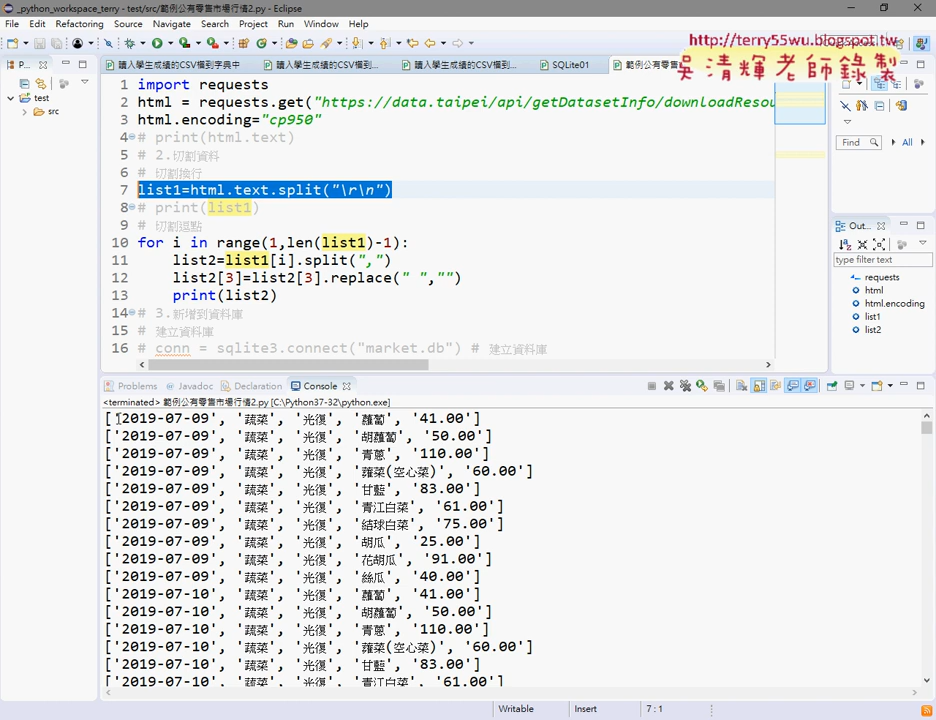 _python_workspace_terry - test/src/範例公有零售市場行情2.py - Eclipse
File Edit Refactoring Source Navigate Search Project Run Window Help
http://terry55wu.blogspot.tw
吳清輝老師錄製
P...
讀入學生成績的CSV檔到字典中
讀入學生成績的CSV檔到...
讀入學生成績的CSV檔到...
SQLite01
範例公有零售
test
src
1 import requests
2 html = requests.get("https://data.taipei/api/getDatasetInfo/downloadResou
3 html.encoding="cp950"
4 # print(html.text)
5 # 2.切割資料
6 # 切割換行
7 list1=html.text.split("\r\n")
8 # print(list1)
9 # 切割逗點
10 for i in range(1,len(list1)-1):
11 list2=list1[i].split(",")
12 list2[3]=list2[3].replace(" ","")
13 print(list2)
14 # 3.新增到資料庫
15 # 建立資料庫
16 # conn = sqlite3.connect("market.db") # 建立資料庫
Find
All
Out...
type filter text
requests
html
html.encoding
list1
list2
Problems Javadoc Declaration Console
<terminated> 範例公有零售市場行情2.py [C:\Python37-32\python.exe]
['2019-07-09', '蔬菜', '光復', '蘿蔔', '41.00']
['2019-07-09', '蔬菜', '光復', '胡蘿蔔', '50.00']
['2019-07-09', '蔬菜', '光復', '青蔥', '110.00']
['2019-07-09', '蔬菜', '光復', '蕹菜(空心菜)', '60.00']
['2019-07-09', '蔬菜', '光復', '甘藍', '83.00']
['2019-07-09', '蔬菜', '光復', '青江白菜', '61.00']
['2019-07-09', '蔬菜', '光復', '結球白菜', '75.00']
['2019-07-09', '蔬菜', '光復', '胡瓜', '25.00']
['2019-07-09', '蔬菜', '光復', '花胡瓜', '91.00']
['2019-07-09', '蔬菜', '光復', '絲瓜', '40.00']
['2019-07-10', '蔬菜', '光復', '蘿蔔', '41.00']
['2019-07-10', '蔬菜', '光復', '胡蘿蔔', '50.00']
['2019-07-10', '蔬菜', '光復', '青蔥', '110.00']
['2019-07-10', '蔬菜', '光復', '蕹菜(空心菜)', '60.00']
['2019-07-10', '蔬菜', '光復', '甘藍', '83.00']
['2019-07-10', '蔬菜', '光復', '青江白菜', '61.00']
Writable Insert 7 : 1